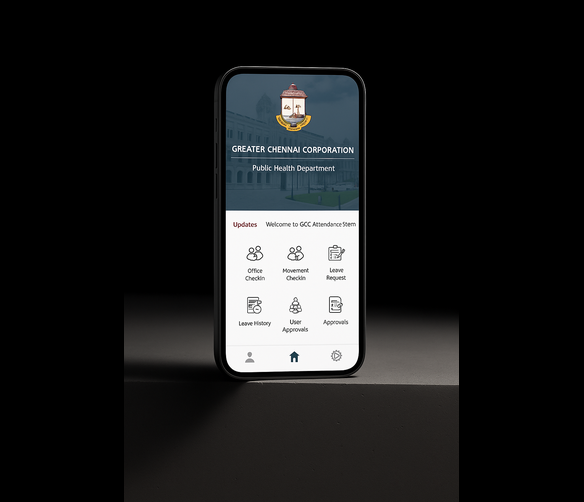 GREATER CHENNAI CORPORATION
Public Health Department
Updates Welcome to GCC Attendance Stem
Office
CheckIn
Movement
CheckIn
Leave
Request
Leave History
User
Approvals
Approvals